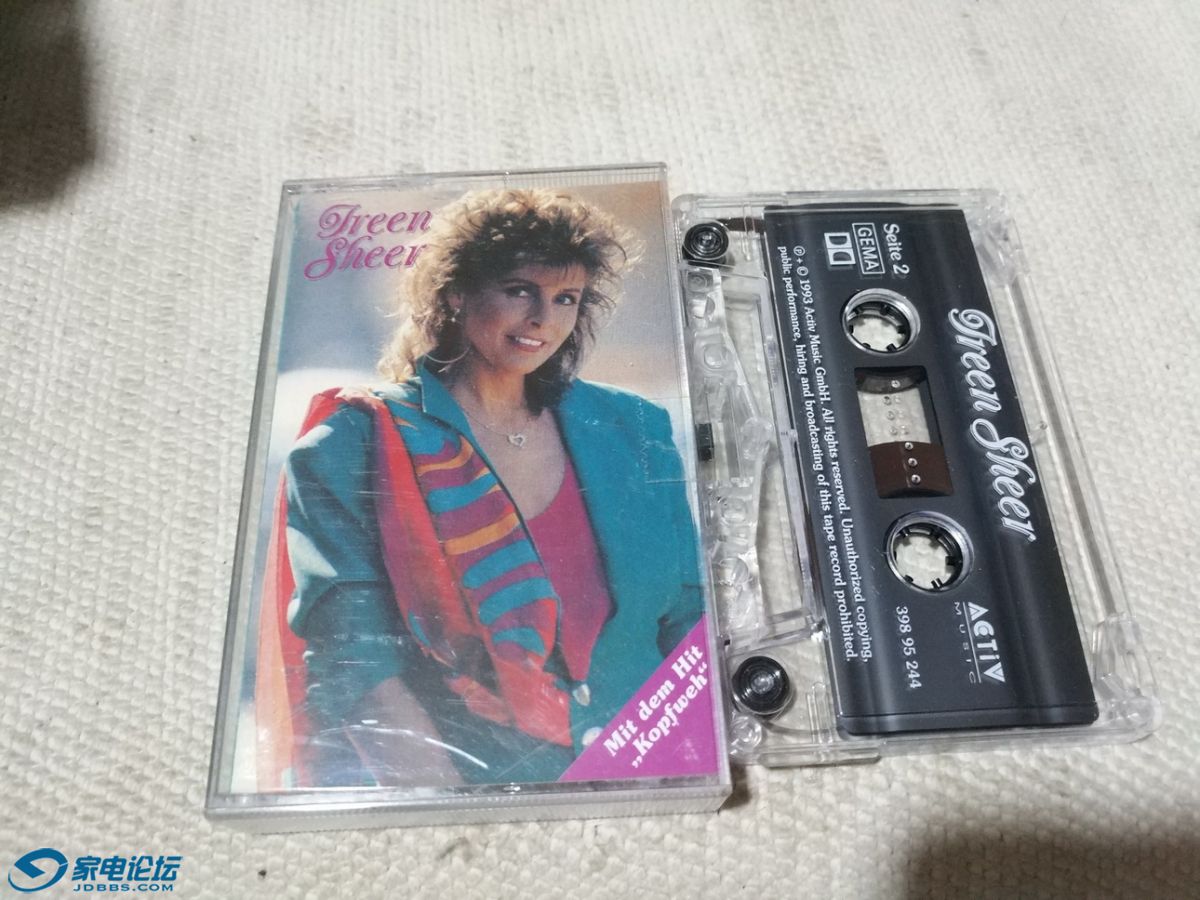 Ireen
Sheer
Mit dem Hit
„Kopfweh“
Ireen Sheer
Seite 2
GEMA
℗ + © 1993 Activ Music GmbH. All rights reserved. Unauthorized copying,
public performance, hiring and broadcasting of this tape record prohibited.
ACTIV
MUSIC
398 95 244
家电论坛
JDBBS.COM